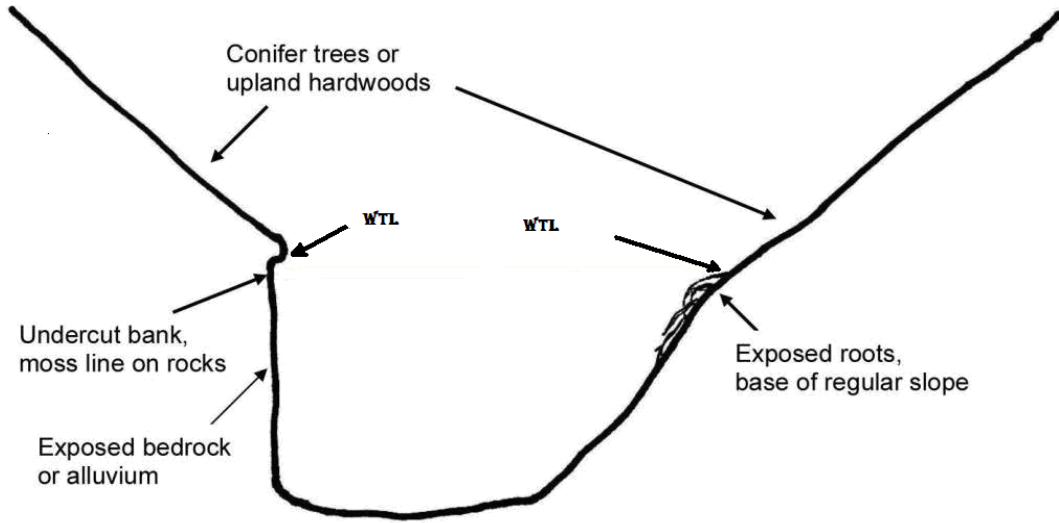 Conifer trees or
upland hardwoods
WTL
WTL
Undercut bank,
moss line on rocks
Exposed roots,
base of regular slope
Exposed bedrock
or alluvium